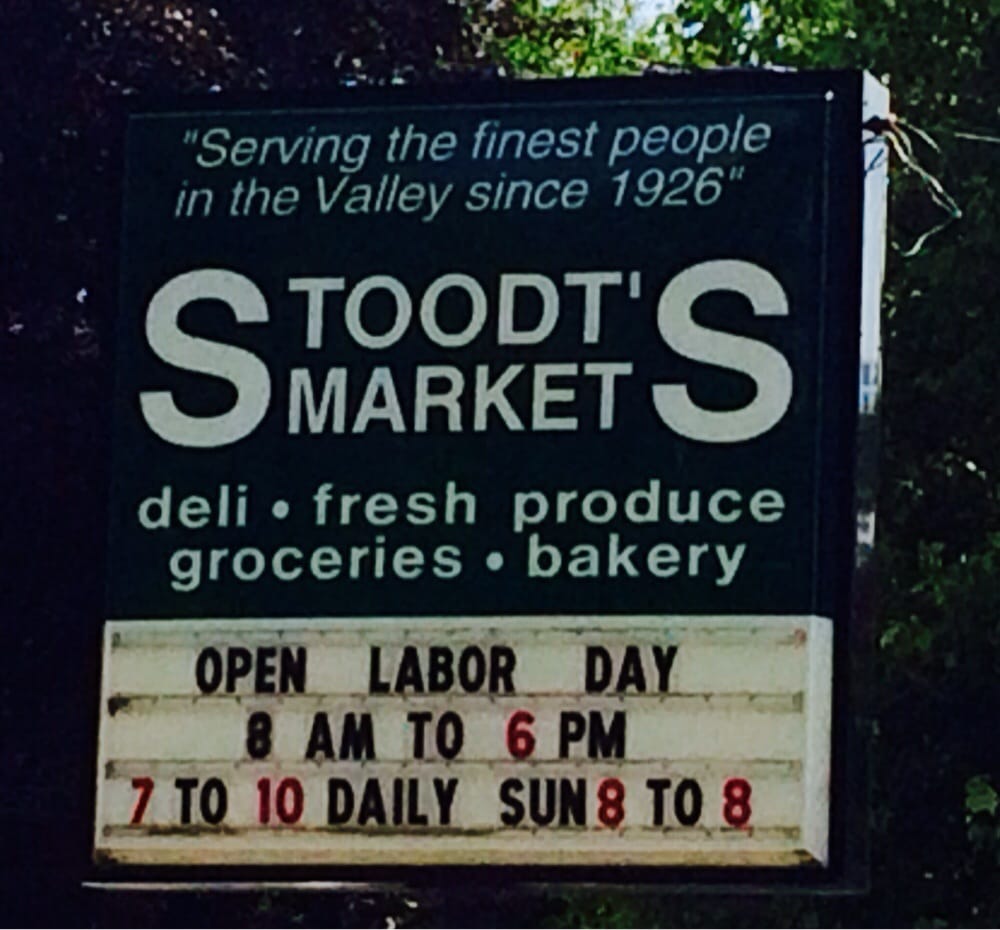 "Serving the finest people
in the Valley since 1926"
STOODT'S
MARKET
deli • fresh produce
groceries • bakery
OPEN LABOR DAY
8 AM TO 6 PM
7 TO 10 DAILY SUN 8 TO 8